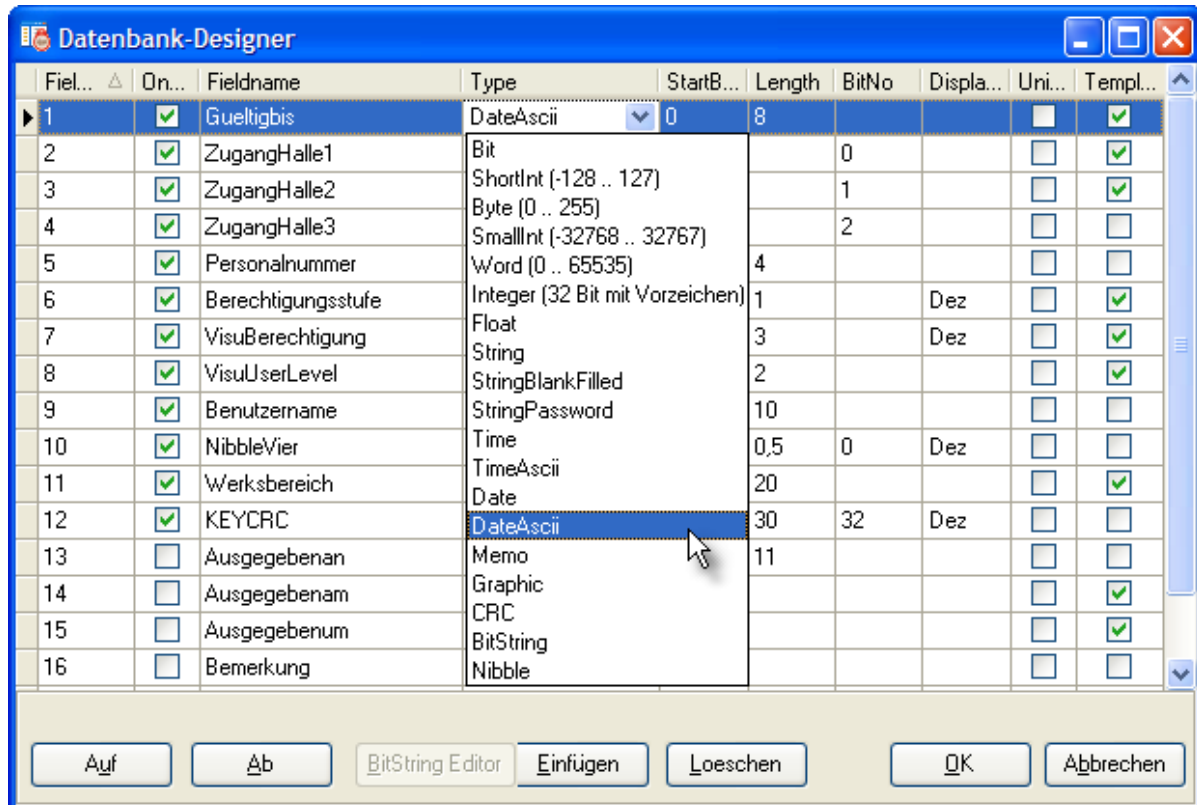 Datenbank-Designer
Fiel... On... Fieldname Type StartB... Length BitNo Displa... Uni... Templ...
1 Gueltigbis DateAscii 0 8
2 ZugangHalle1 0
3 ZugangHalle2 1
4 ZugangHalle3 2
5 Personalnummer 4
6 Berechtigungsstufe 1 Dez
7 VisuBerechtigung 3 Dez
8 VisuUserLevel 2
9 Benutzername 10
10 NibbleVier 0,5 0 Dez
11 Werksbereich 20
12 KEYCRC 30 32 Dez
13 Ausgegebenan 11
14 Ausgegebenam
15 Ausgegebenum
16 Bemerkung
Bit
ShortInt (-128 .. 127)
Byte (0 .. 255)
SmallInt (-32768 .. 32767)
Word (0 .. 65535)
Integer (32 Bit mit Vorzeichen)
Float
String
StringBlankFilled
StringPassword
Time
TimeAscii
Date
DateAscii
Memo
Graphic
CRC
BitString
Nibble
Auf Ab BitString Editor Einfügen Loeschen OK Abbrechen